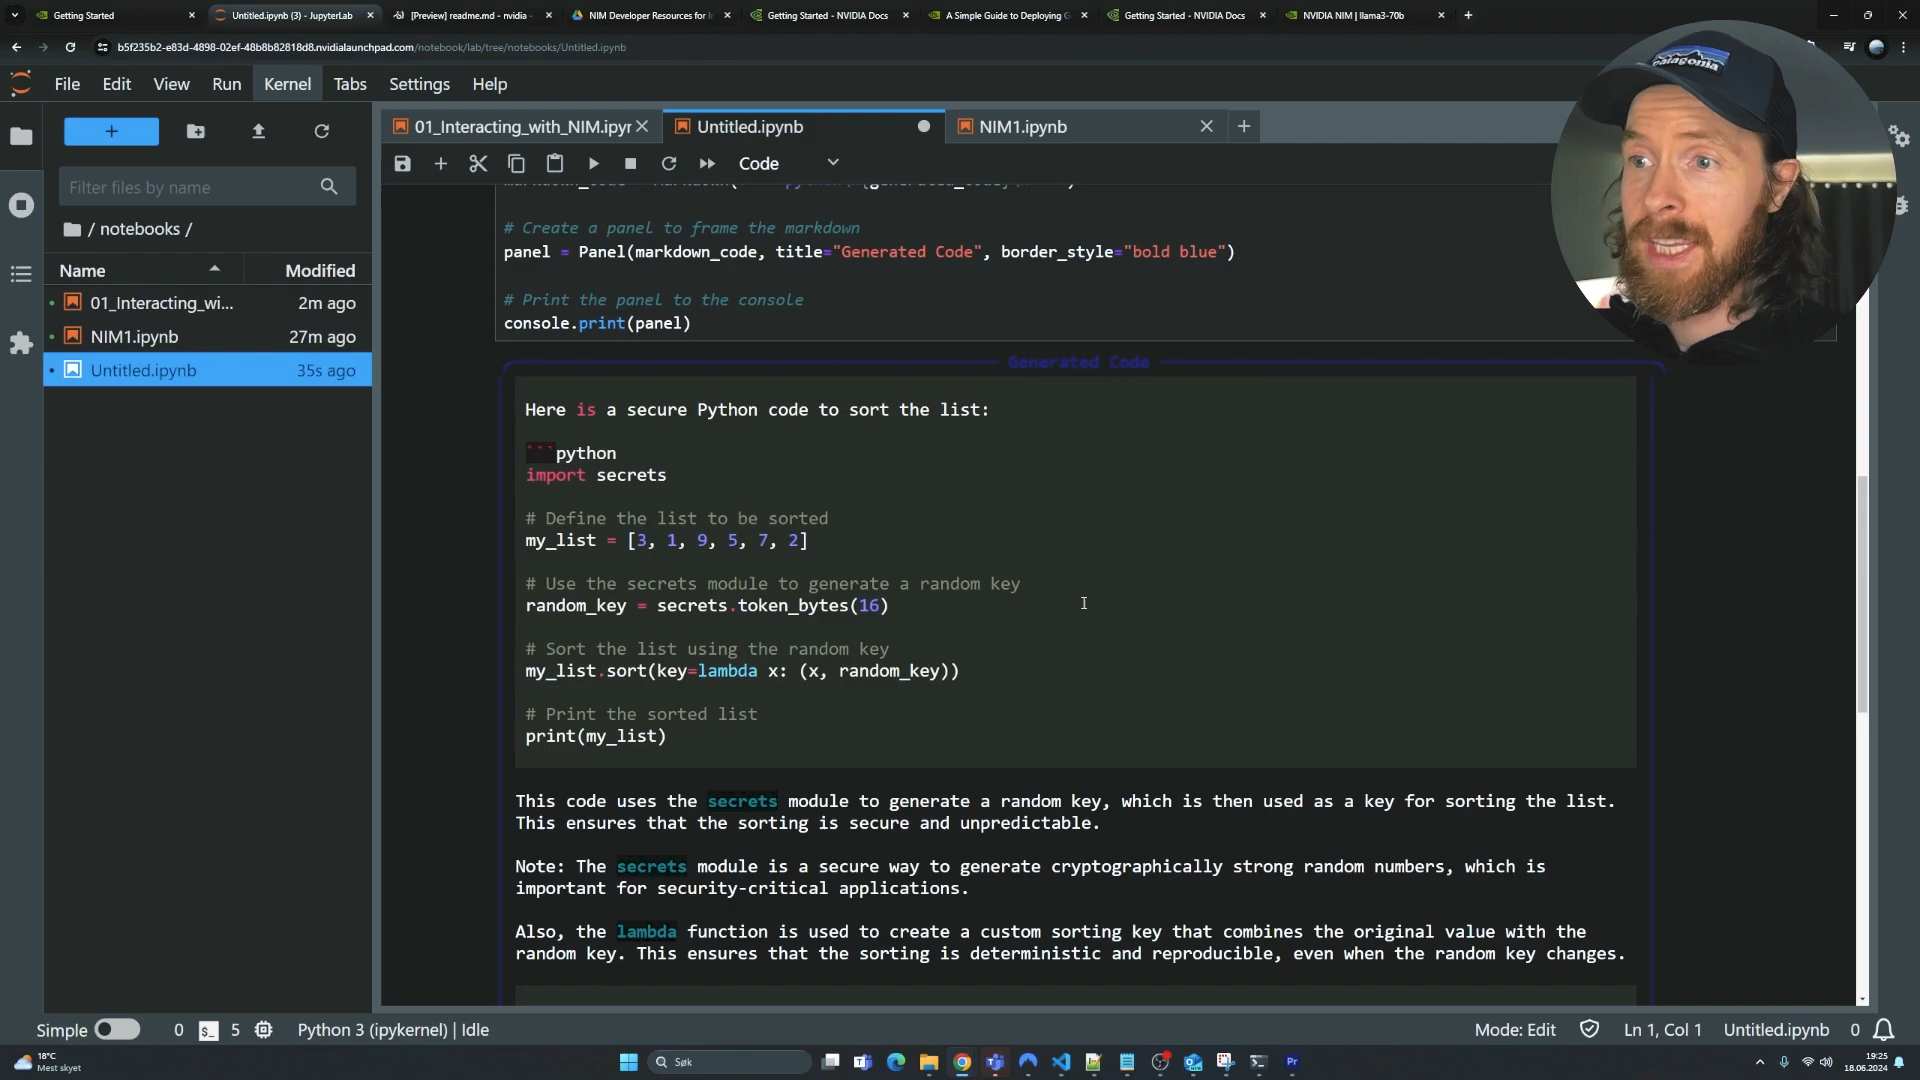 Getting Started
Untitled.ipynb (3) - JupyterLab
[Preview] readme.md - nvidia -
NIM Developer Resources for I
Getting Started - NVIDIA Docs
A Simple Guide to Deploying G
Getting Started - NVIDIA Docs
NVIDIA NIM | llama3-70b
b5f235b2-e83d-4898-02ef-48b8b82818d8.nvidialaunchpad.com/notebook/lab/tree/notebooks/Untitled.ipynb
patagonia
File Edit View Run Kernel Tabs Settings Help
01_Interacting_with_NIM.ipyr
Untitled.ipynb
NIM1.ipynb
Code
Filter files by name
/ notebooks /
Name Modified
01_Interacting_wi... 2m ago
NIM1.ipynb 27m ago
Untitled.ipynb 35s ago
# Create a panel to frame the markdown
panel = Panel(markdown_code, title="Generated Code", border_style="bold blue")
# Print the panel to the console
console.print(panel)
Generated Code
Here is a secure Python code to sort the list:
```python
import secrets
# Define the list to be sorted
my_list = [3, 1, 9, 5, 7, 2]
# Use the secrets module to generate a random key
random_key = secrets.token_bytes(16)
# Sort the list using the random key
my_list.sort(key=lambda x: (x, random_key))
# Print the sorted list
print(my_list)
This code uses the secrets module to generate a random key, which is then used as a key for sorting the list.
This ensures that the sorting is secure and unpredictable.
Note: The secrets module is a secure way to generate cryptographically strong random numbers, which is
important for security-critical applications.
Also, the lambda function is used to create a custom sorting key that combines the original value with the
random key. This ensures that the sorting is deterministic and reproducible, even when the random key changes.
Simple 0 $_ 5 Python 3 (ipykernel) | Idle
Mode: Edit Ln 1, Col 1 Untitled.ipynb 0
18°C
Mest skyet
Søk
Pr
19:25
18.06.2024